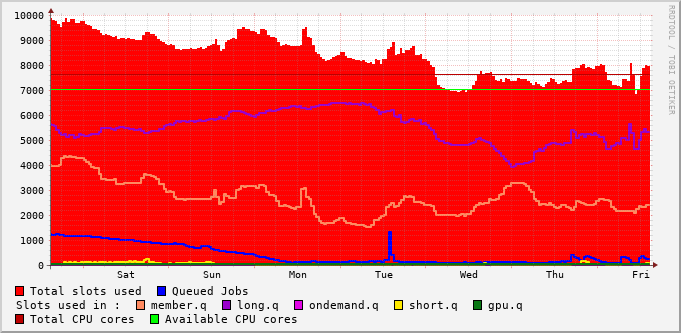 10000
9000
8000
7000
6000
5000
4000
3000
2000
1000
0
Sat Sun Mon Tue Wed Thu Fri
RRDTOOL / TOBI OETIKER
Total slots used Queued Jobs
Slots used in : member.q long.q ondemand.q short.q gpu.q
Total CPU cores Available CPU cores